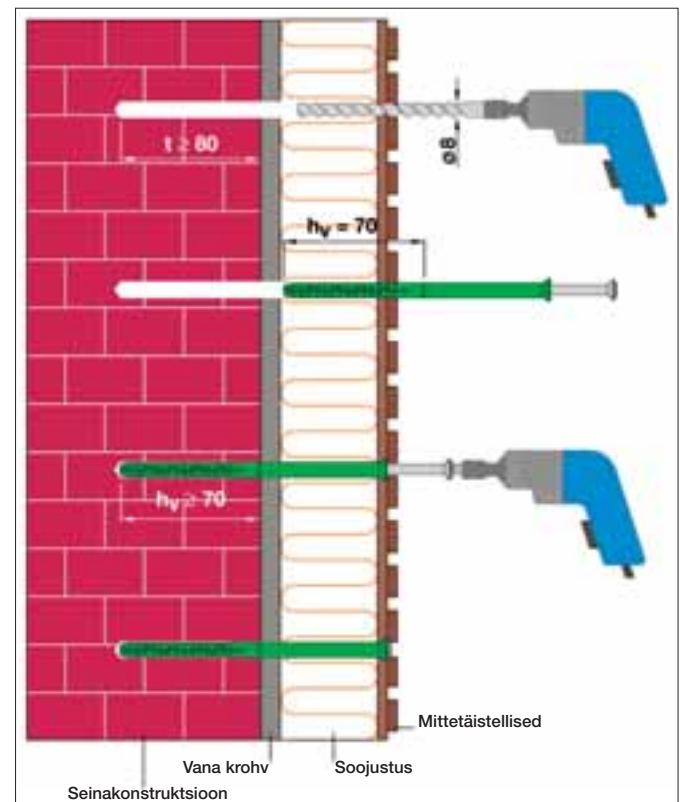 t ≥ 80
ø8
hv = 70
hv ≥ 70
Mittetäistellised
Vana krohv
Soojustus
Seinakonstruktsioon